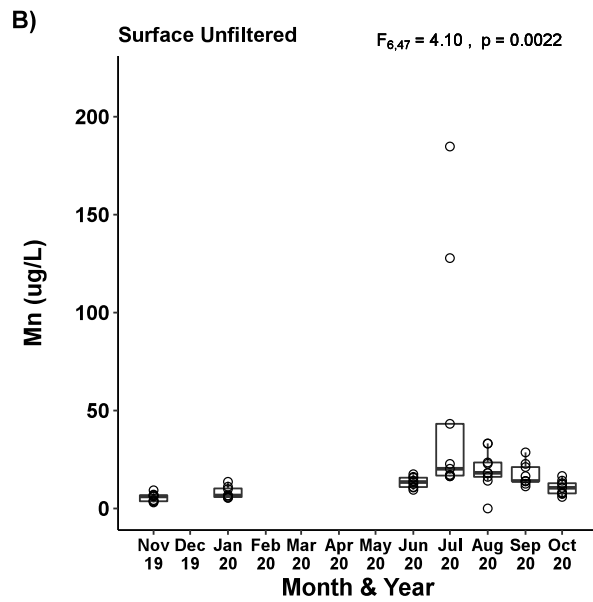 B)
Surface Unfiltered
F6,47 = 4.10 , p = 0.0022
Mn (ug/L)
200
150
100
50
0
Nov Dec Jan Feb Mar Apr May Jun Jul Aug Sep Oct
19 19 20 20 20 20 20 20 20 20 20 20
Month & Year